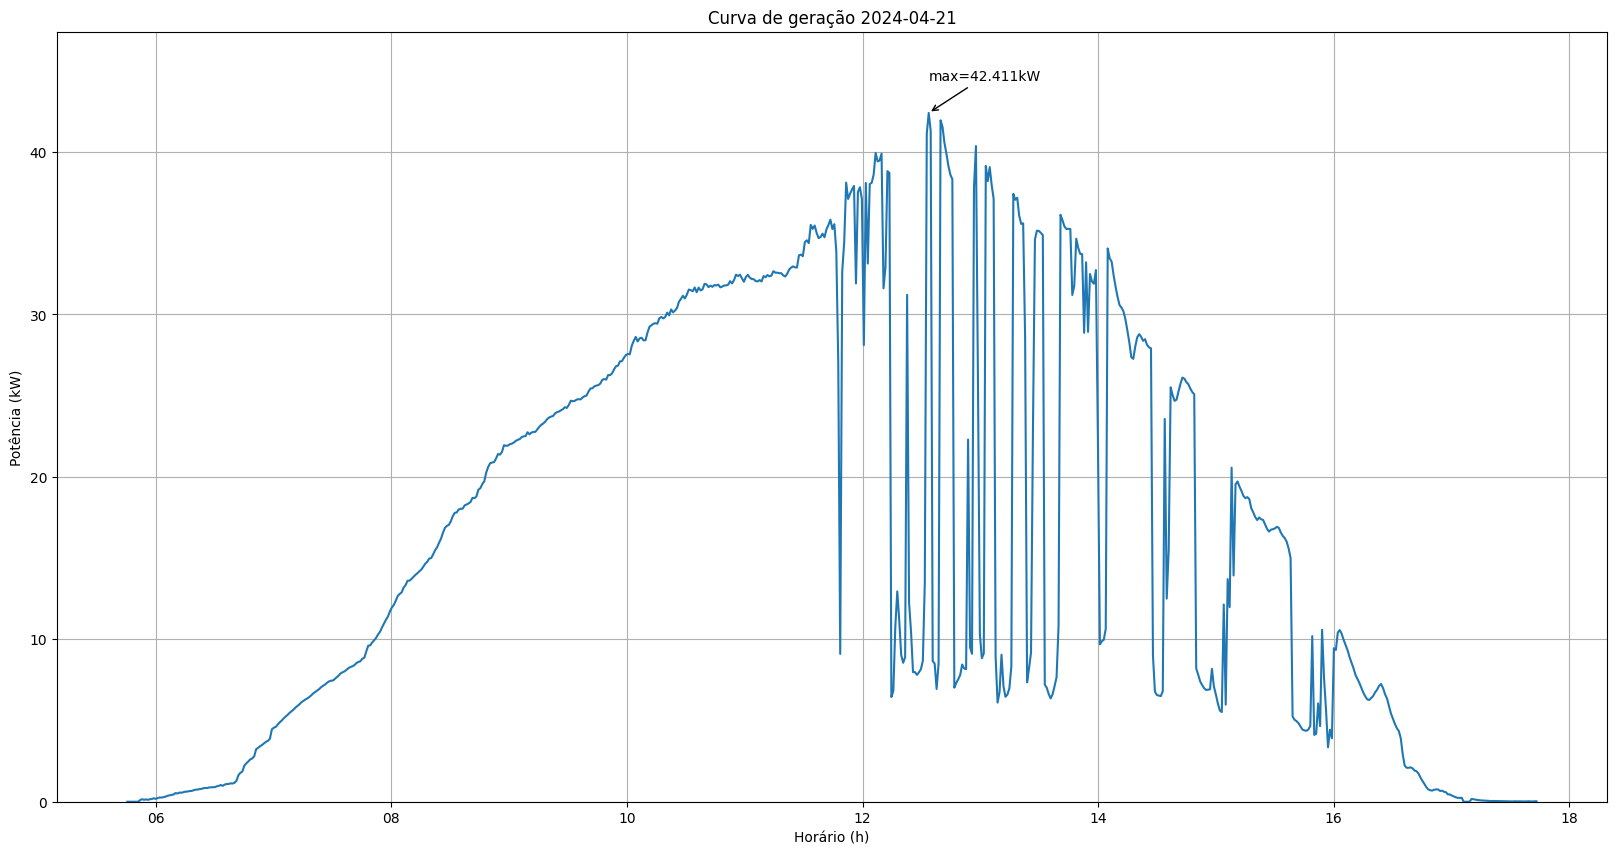 Curva de geração 2024-04-21
max=42.411kW
Potência (kW)
40
30
20
10
0
06 08 10 12 14 16 18
Horário (h)